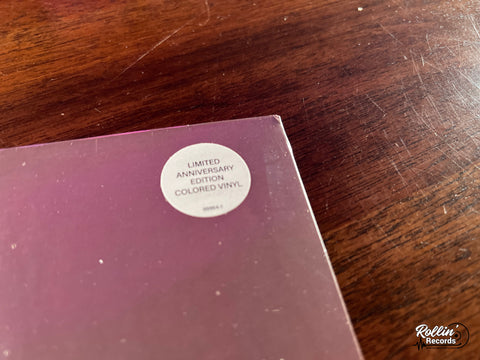 LIMITED
ANNIVERSARY
EDITION
COLORED VINYL
Rollin'
Records